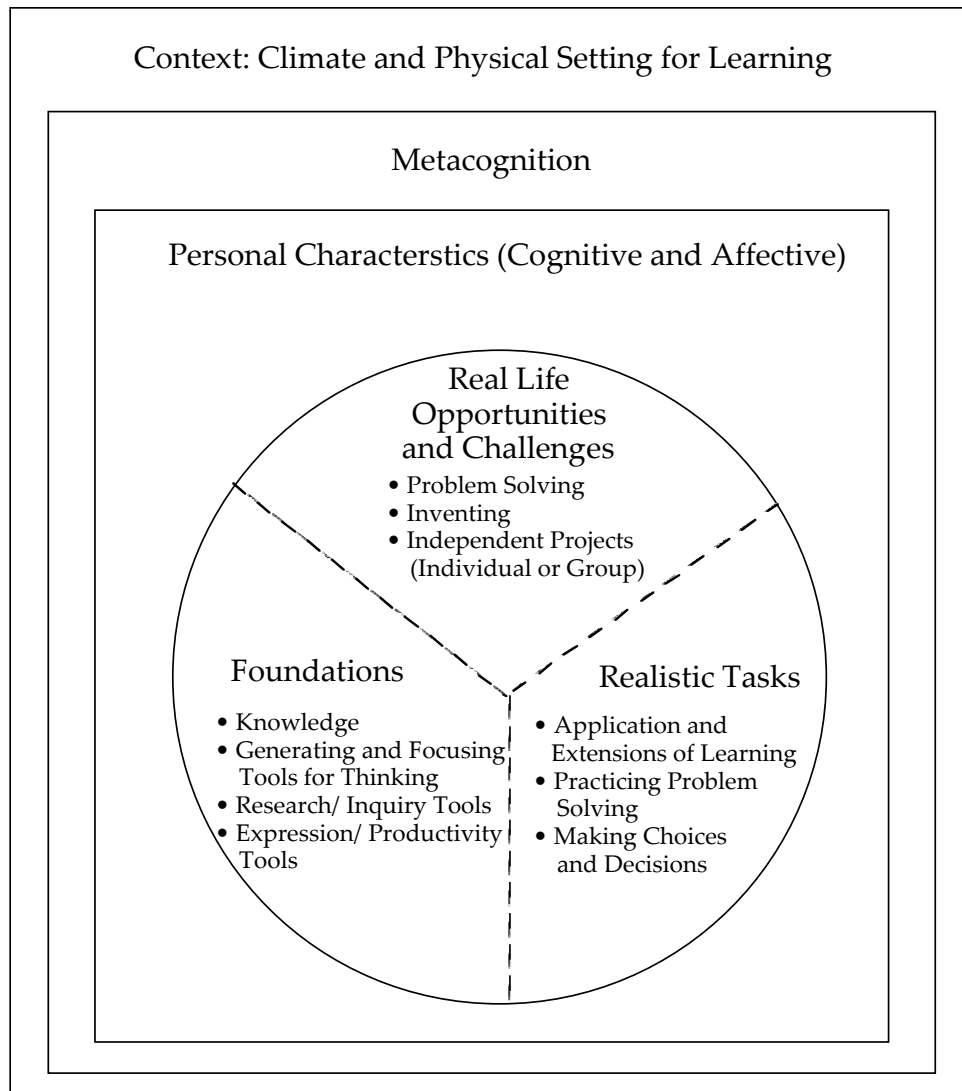 Context: Climate and Physical Setting for Learning
Metacognition
Personal Characterstics (Cognitive and Affective)
Real Life
Opportunities
and Challenges
• Problem Solving
• Inventing
• Independent Projects
(Individual or Group)
Foundations
• Knowledge
• Generating and Focusing
Tools for Thinking
• Research/ Inquiry Tools
• Expression/ Productivity
Tools
Realistic Tasks
• Application and
Extensions of Learning
• Practicing Problem
Solving
• Making Choices
and Decisions